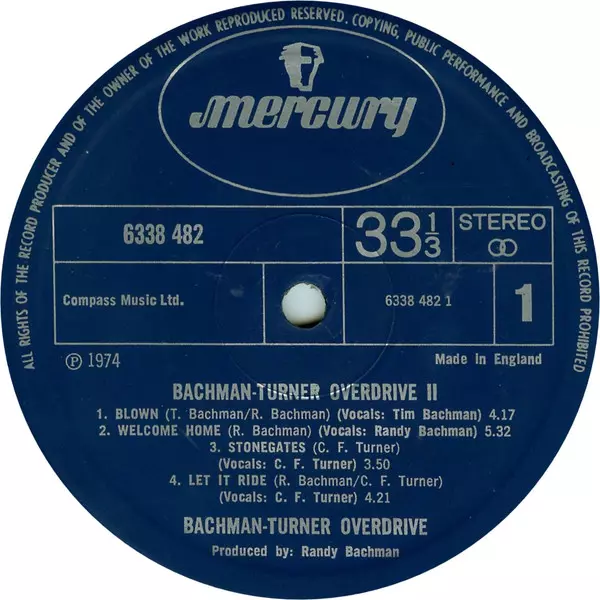 ALL RIGHTS OF THE RECORD PRODUCER AND OF THE OWNER OF THE WORK REPRODUCED RESERVED. COPYING, PUBLIC PERFORMANCE AND BROADCASTING OF THIS RECORD PROHIBITED
mercury
6338 482
33 1/3
STEREO
Compass Music Ltd.
6338 482 1
1
Ⓟ 1974
Made in England
BACHMAN-TURNER OVERDRIVE II
1. BLOWN (T. Bachman/R. Bachman) (Vocals: Tim Bachman) 4.17
2. WELCOME HOME (R. Bachman) (Vocals: Randy Bachman) 5.32
3. STONEGATES (C. F. Turner)
(Vocals: C. F. Turner) 3.50
4. LET IT RIDE (R. Bachman/C. F. Turner)
(Vocals: C. F. Turner) 4.21
BACHMAN-TURNER OVERDRIVE
Produced by: Randy Bachman